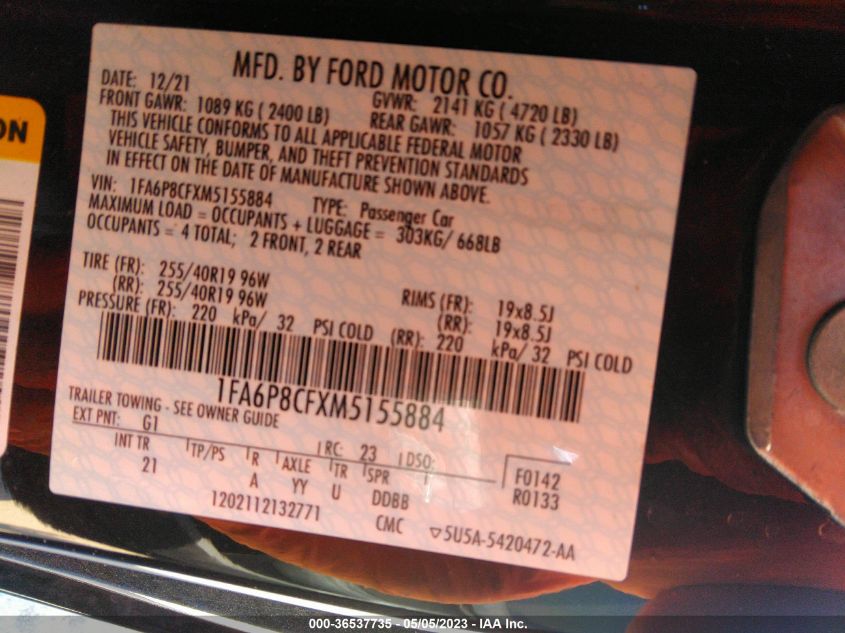 MFD. BY FORD MOTOR CO.
DATE: 12/21 GVWR: 2141 KG ( 4720 LB)
FRONT GAWR: 1089 KG ( 2400 LB) REAR GAWR: 1057 KG ( 2330 LB)
THIS VEHICLE CONFORMS TO ALL APPLICABLE FEDERAL MOTOR
VEHICLE SAFETY, BUMPER, AND THEFT PREVENTION STANDARDS
IN EFFECT ON THE DATE OF MANUFACTURE SHOWN ABOVE.
VIN: 1FA6P8CFXM5155884 TYPE: Passenger Car
MAXIMUM LOAD = OCCUPANTS + LUGGAGE = 303KG/ 668LB
OCCUPANTS = 4 TOTAL; 2 FRONT, 2 REAR
TIRE (FR): 255/40R19 96W RIMS (FR): 19x8.5J
(RR): 255/40R19 96W (RR): 19x8.5J
PRESSURE (FR): 220 kPa/ 32 PSI COLD (RR): 220 kPa/ 32 PSI COLD
1FA6P8CFXM5155884
TRAILER TOWING - SEE OWNER GUIDE
EXT PNT: G1 RC: 23 DSO:
INT TR TP/PS R AXLE TR SPR F0142
21 A YY U DDBB R0133
1202112132771 CMC ▽5U5A-5420472-AA
ON
000-36537735 - 05/05/2023 - IAA Inc.